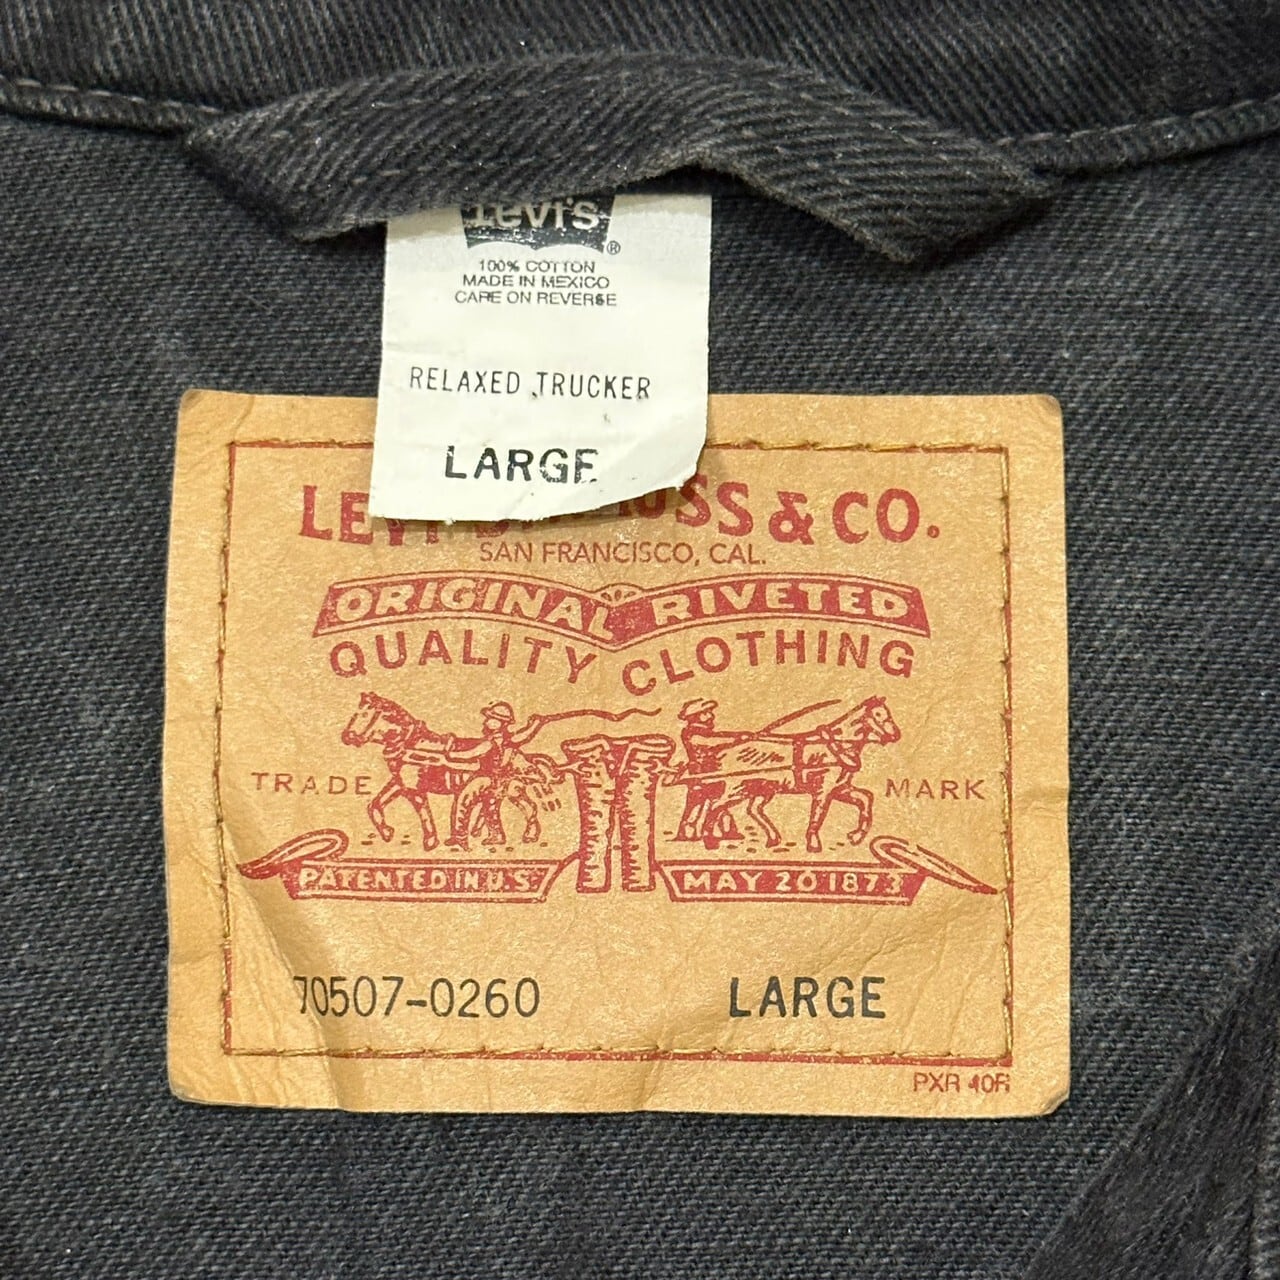 Levi's ®
100% COTTON
MADE IN MEXICO
CARE ON REVERSE
RELAXED TRUCKER
LARGE
& CO.
SAN FRANCISCO, CAL.
ORIGINAL RIVETED
QUALITY CLOTHING
TRADE MARK
PATENTED IN U.S. MAY 20 1873
70507-0260 LARGE
PXR 40R